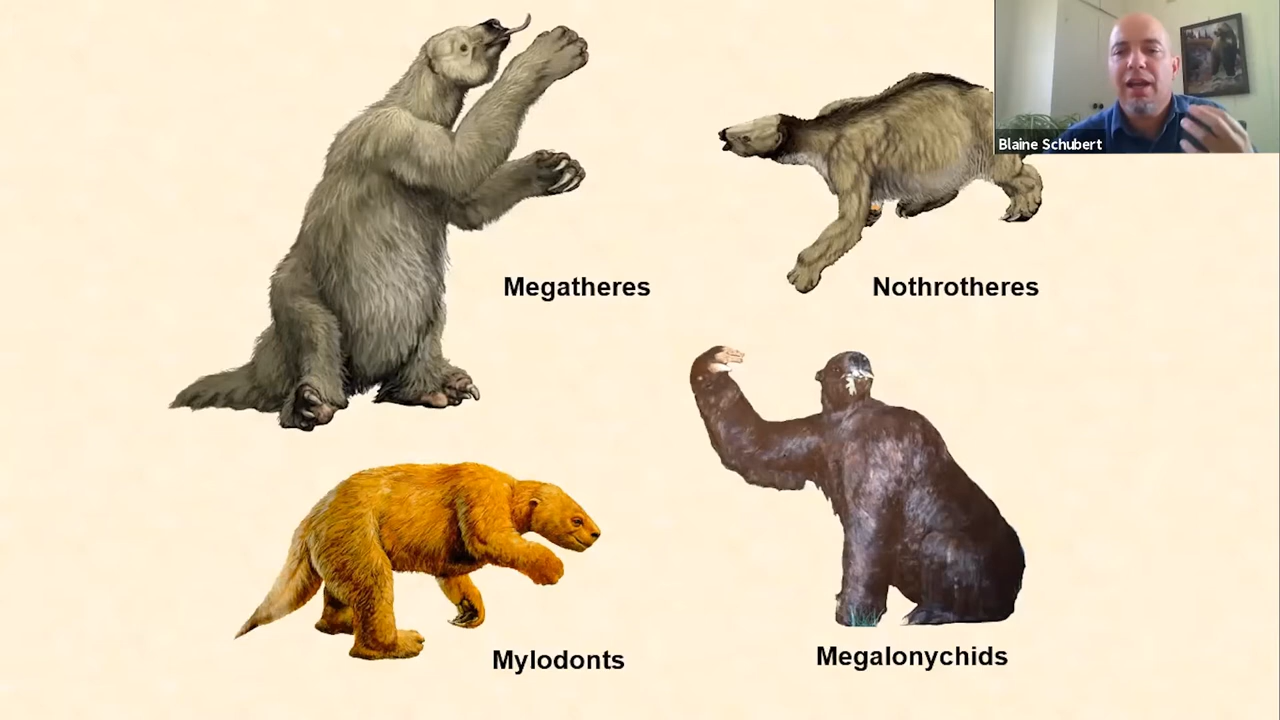 Blaine Schubert
Megatheres
Nothrotheres
Mylodonts
Megalonychids